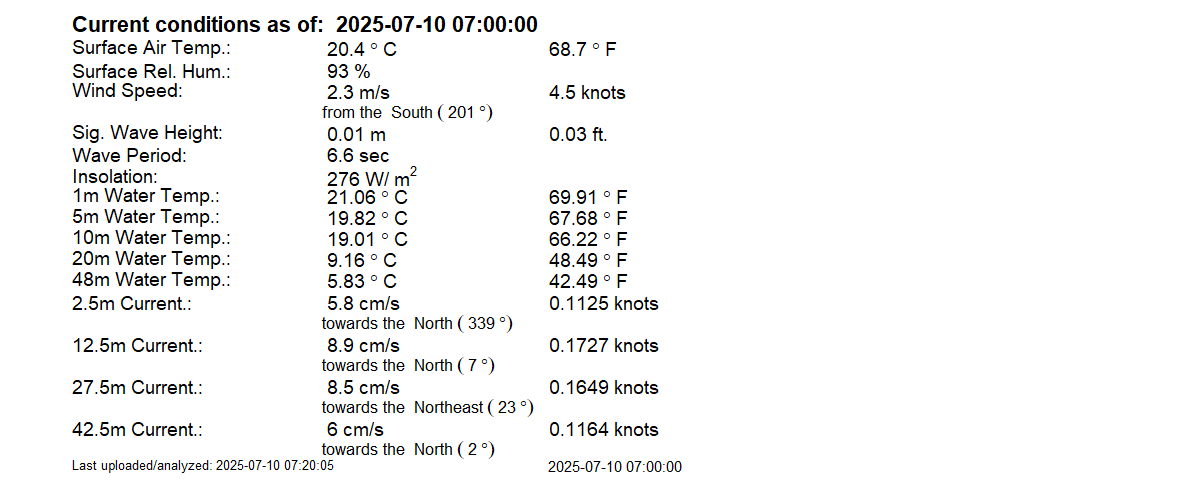 Current conditions as of:  2025-07-10 07:00:00
Surface Air Temp.: 20.4 ° C 68.7 ° F
Surface Rel. Hum.: 93 %
Wind Speed: 2.3 m/s 4.5 knots
from the  South ( 201 °)
Sig. Wave Height: 0.01 m 0.03 ft.
Wave Period: 6.6 sec
Insolation: 276 W/ m²
1m Water Temp.: 21.06 ° C 69.91 ° F
5m Water Temp.: 19.82 ° C 67.68 ° F
10m Water Temp.: 19.01 ° C 66.22 ° F
20m Water Temp.: 9.16 ° C 48.49 ° F
48m Water Temp.: 5.83 ° C 42.49 ° F
2.5m Current.: 5.8 cm/s 0.1125 knots
towards the  North ( 339 °)
12.5m Current.: 8.9 cm/s 0.1727 knots
towards the  North ( 7 °)
27.5m Current.: 8.5 cm/s 0.1649 knots
towards the  Northeast ( 23 °)
42.5m Current.: 6 cm/s 0.1164 knots
towards the  North ( 2 °)
Last uploaded/analyzed: 2025-07-10 07:20:05 2025-07-10 07:00:00